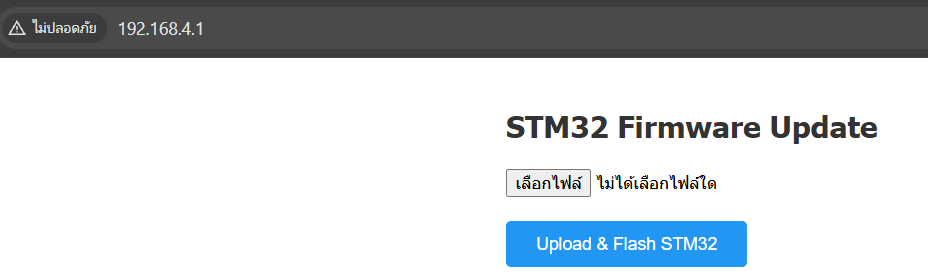 ไม่ปลอดภัย 192.168.4.1
STM32 Firmware Update
เลือกไฟล์ ไม่ได้เลือกไฟล์ใด
Upload & Flash STM32